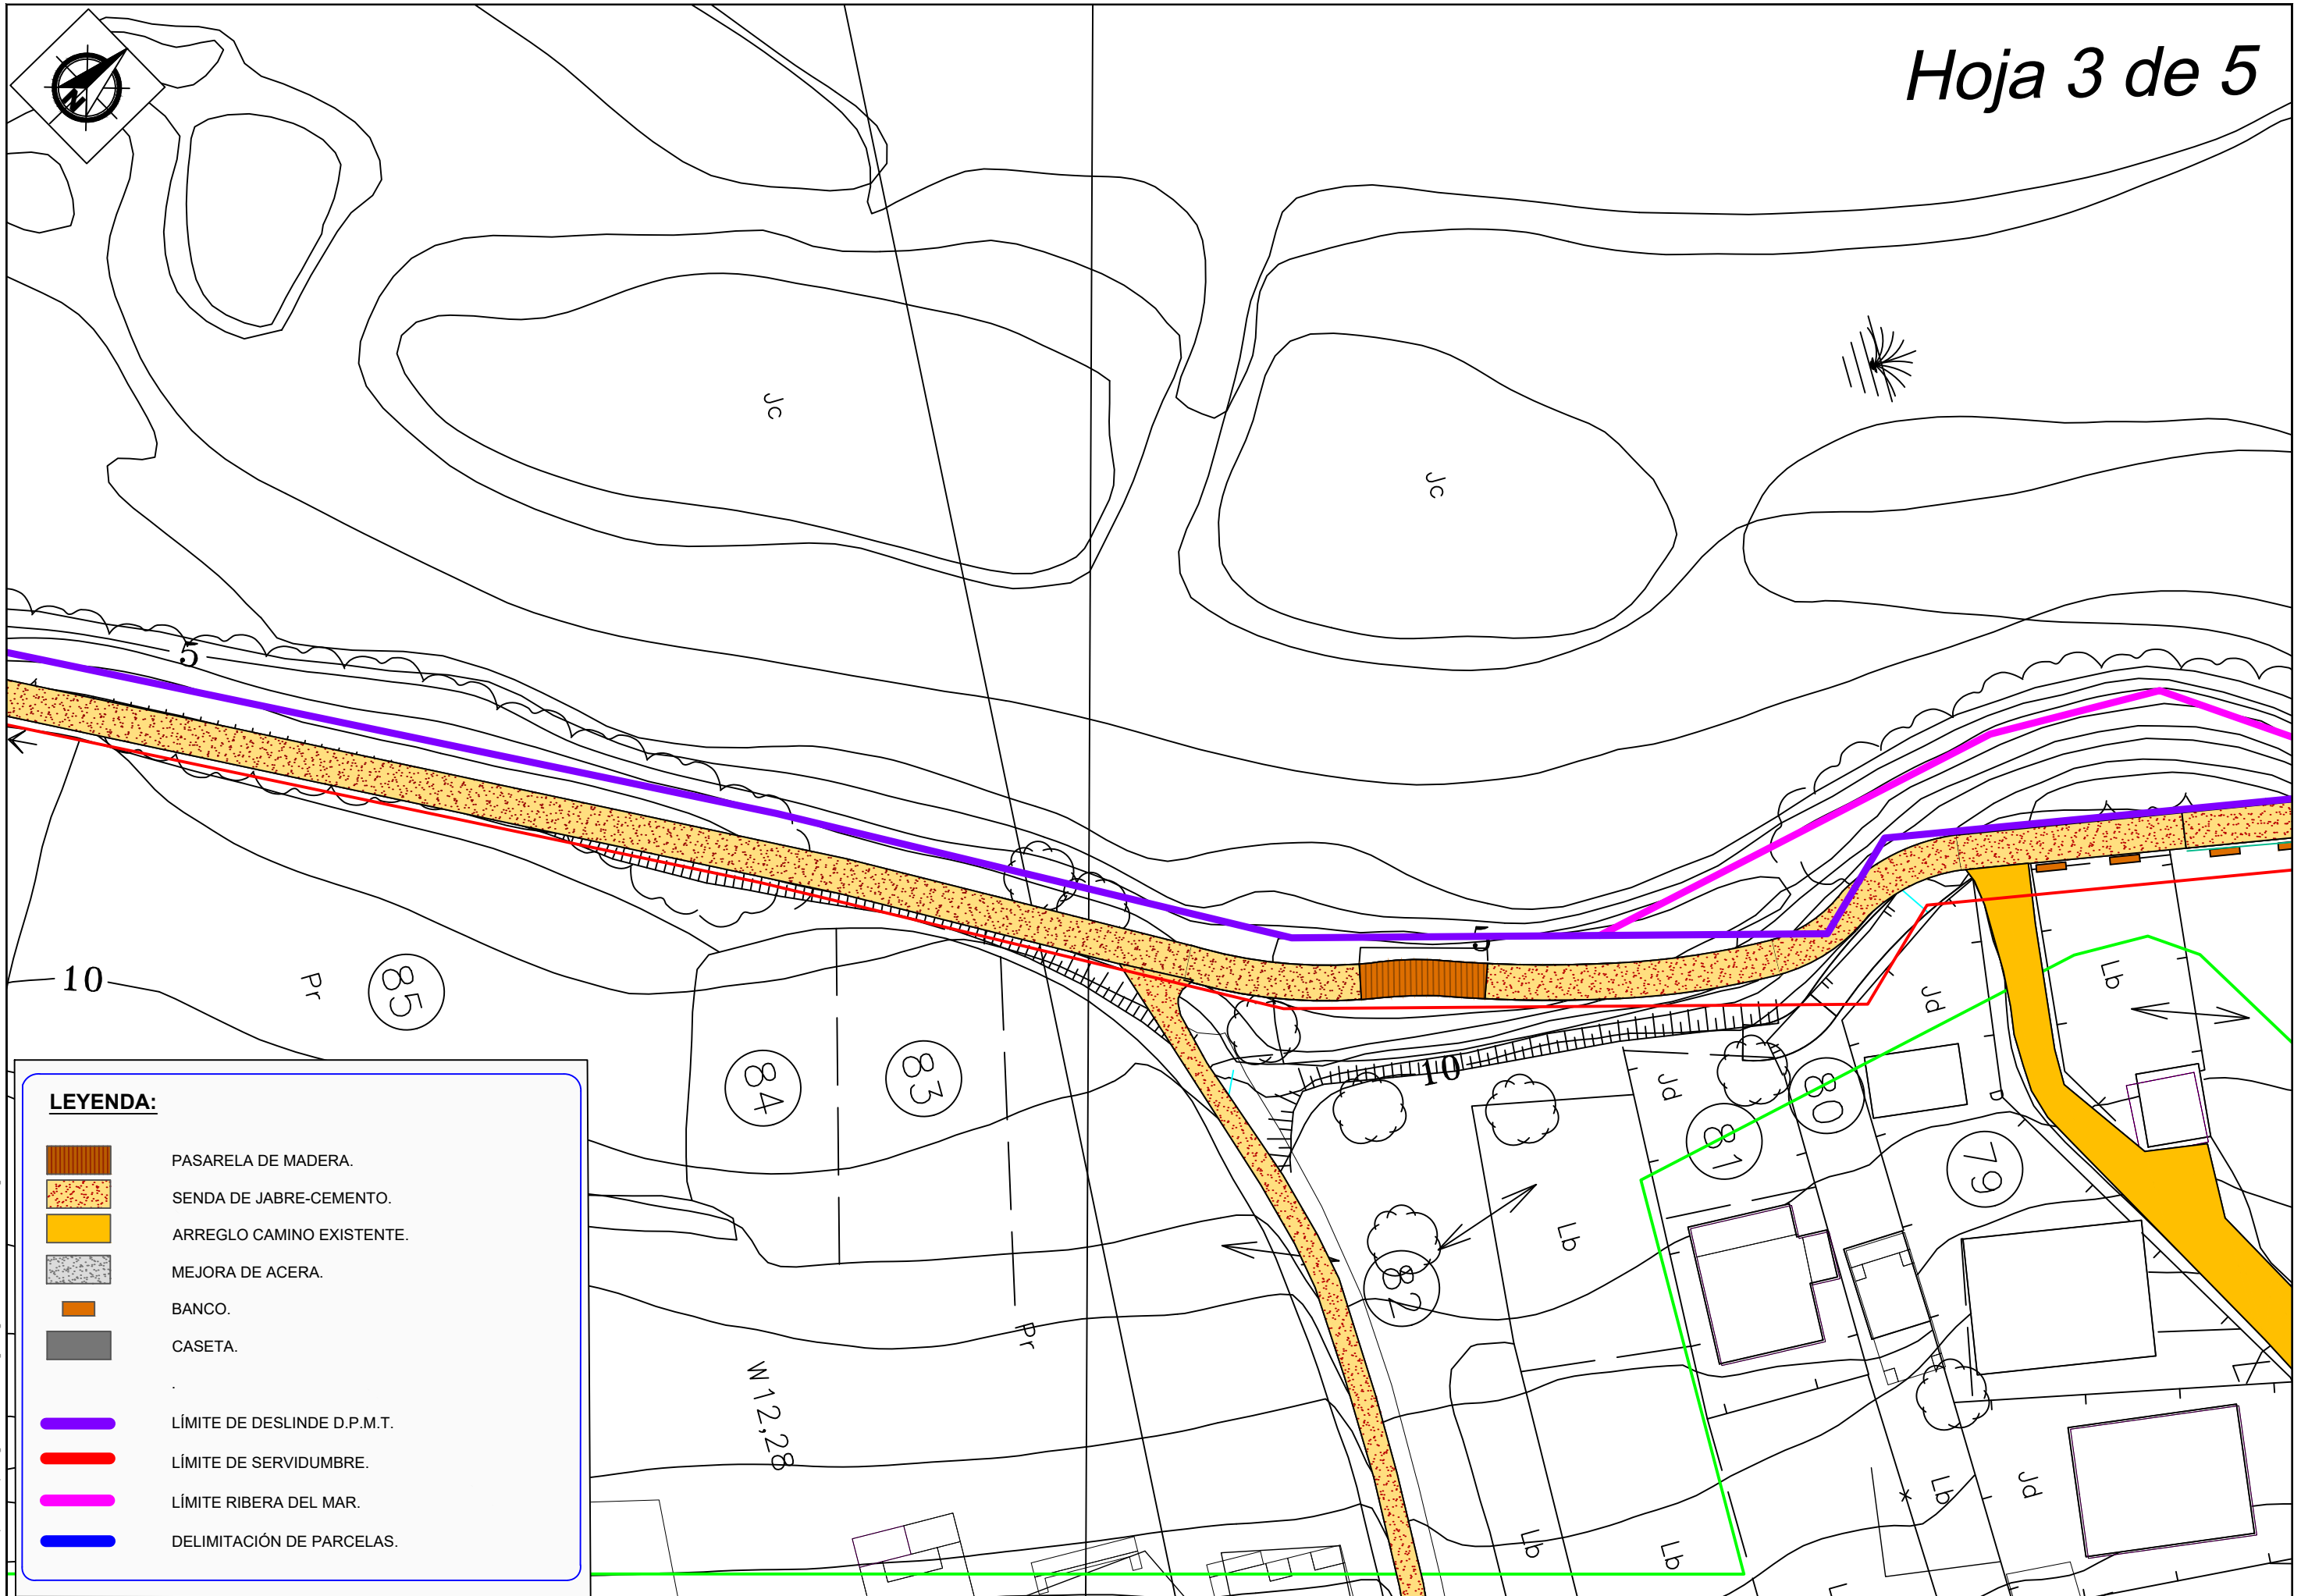 Hoja 3 de 5
N
Jc
Jc
5
5
10
Pr
85
84
83
10
Jd
81
80
Jd
Lb
79
82
Lb
Pr
W 12,28
Lb
Lb
Lb
Jd
LEYENDA:
PASARELA DE MADERA.
SENDA DE JABRE-CEMENTO.
ARREGLO CAMINO EXISTENTE.
MEJORA DE ACERA.
BANCO.
CASETA.
.
LÍMITE DE DESLINDE D.P.M.T.
LÍMITE DE SERVIDUMBRE.
LÍMITE RIBERA DEL MAR.
DELIMITACIÓN DE PARCELAS.